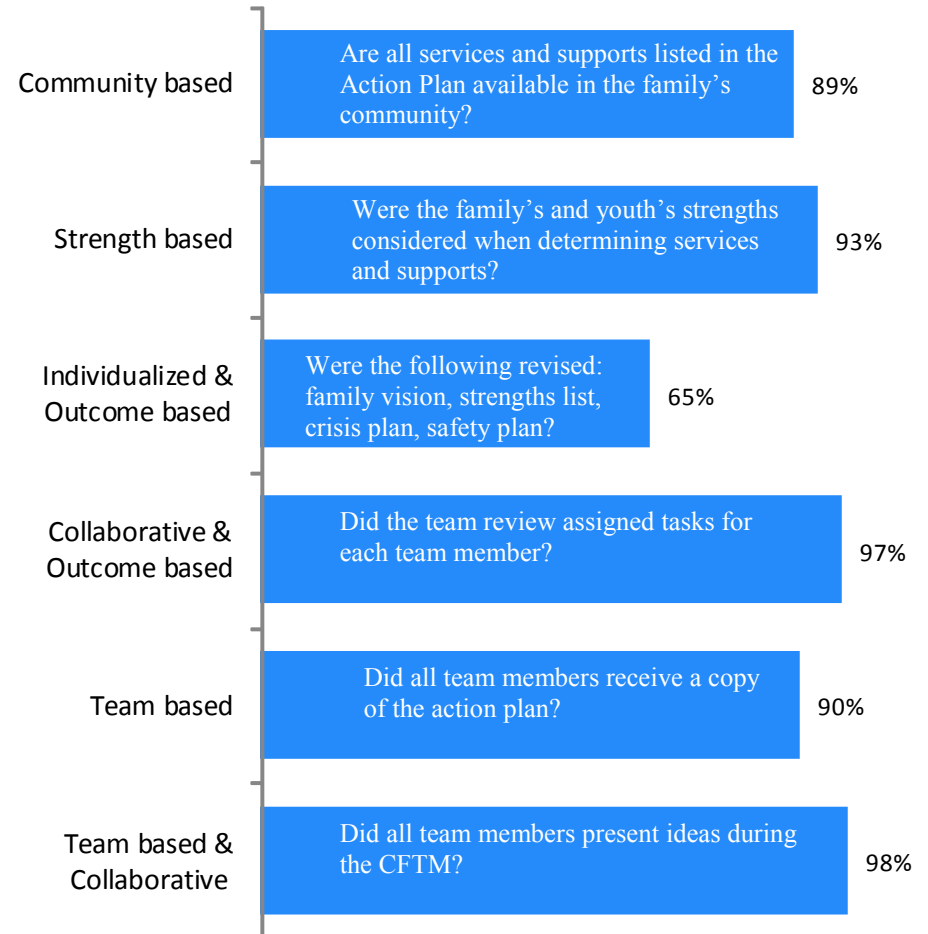 Community based
Are all services and supports listed in the
Action Plan available in the family’s
community?
89%
Strength based
Were the family’s and youth’s strengths
considered when determining services
and supports?
93%
Individualized &
Outcome based
Were the following revised:
family vision, strengths list,
crisis plan, safety plan?
65%
Collaborative &
Outcome based
Did the team review assigned tasks for
each team member?
97%
Team based
Did all team members receive a copy
of the action plan?
90%
Team based &
Collaborative
Did all team members present ideas during
the CFTM?
98%